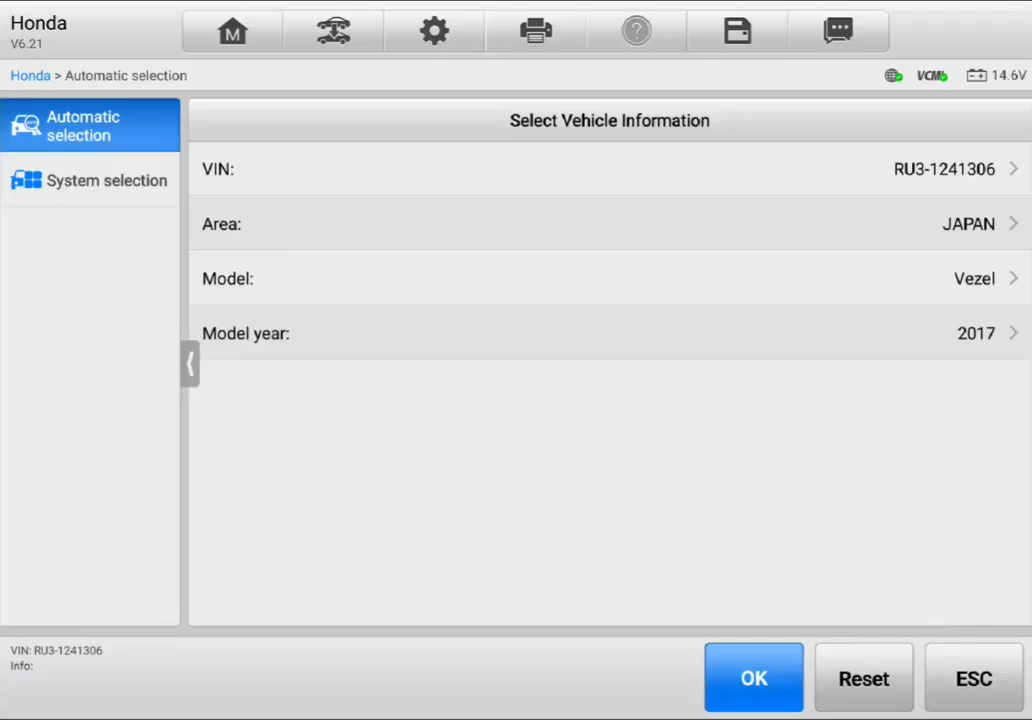 Honda
V6.21
M
?
Honda > Automatic selection
VCMI
14.6V
Automatic
selection
System selection
Select Vehicle Information
VIN: RU3-1241306
Area: JAPAN
Model: Vezel
Model year: 2017
VIN: RU3-1241306
Info:
OK Reset ESC